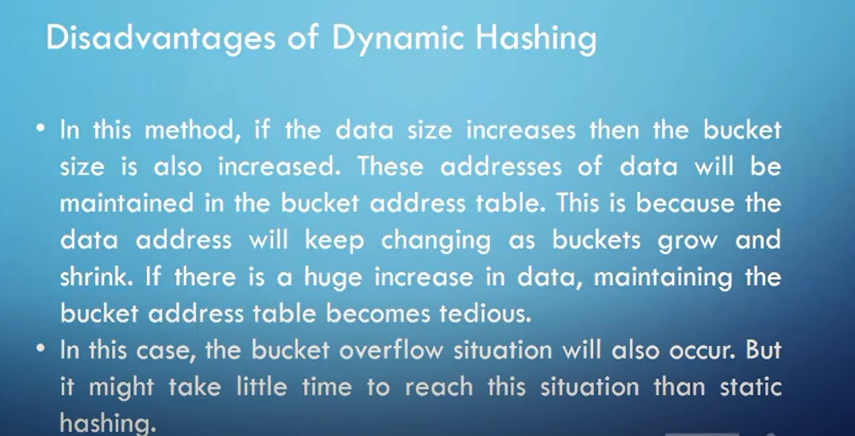 Disadvantages of Dynamic Hashing
• In this method, if the data size increases then the bucket
size is also increased. These addresses of data will be
maintained in the bucket address table. This is because the
data address will keep changing as buckets grow and
shrink. If there is a huge increase in data, maintaining the
bucket address table becomes tedious.
• In this case, the bucket overflow situation will also occur. But
it might take little time to reach this situation than static
hashing.